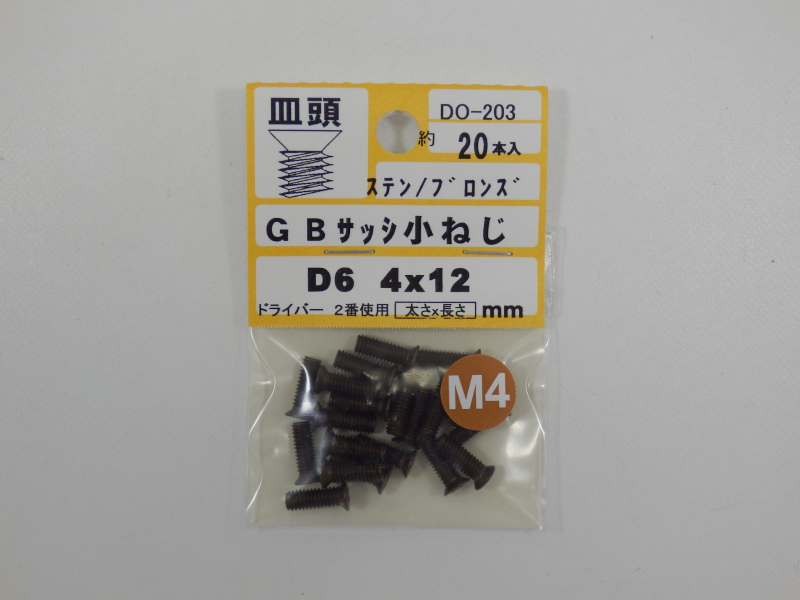 皿頭
DO-203
約 20本入
ステン/ブロンズ
GBサッシ小ねじ
D6 4x12
ドライバー 2番使用 太さx長さ mm
M4